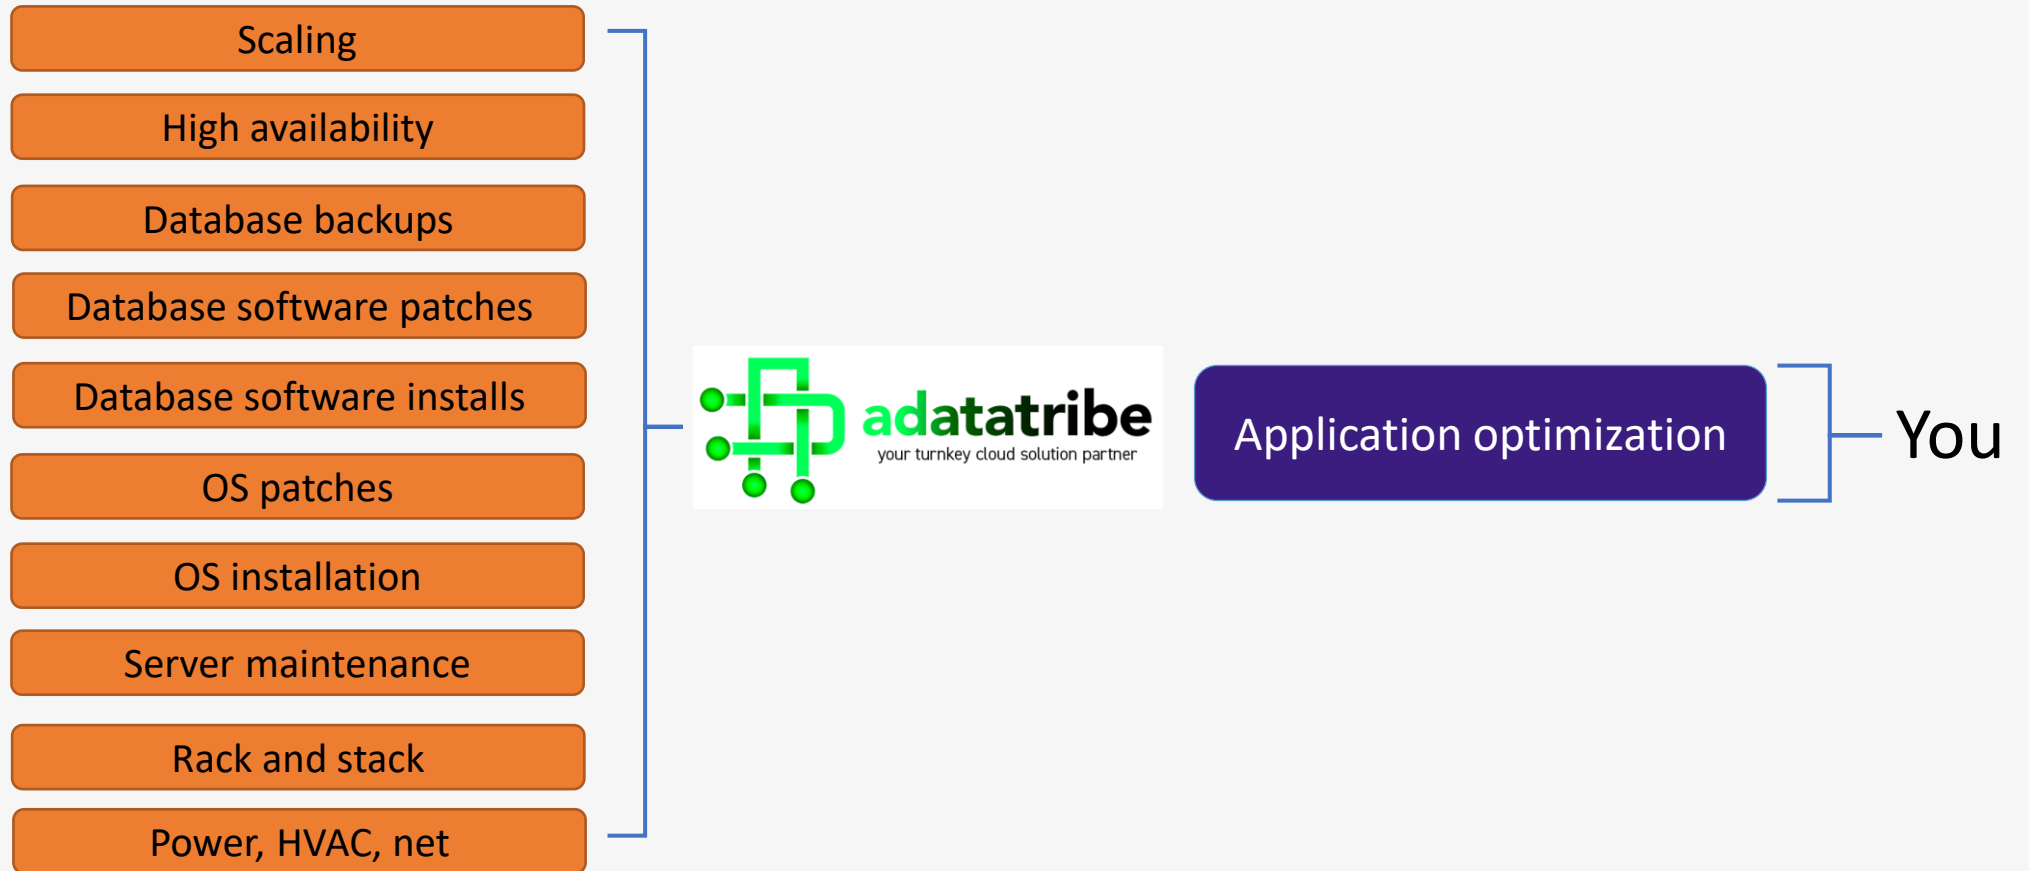 Scaling
High availability
Database backups
Database software patches
Database software installs
OS patches
OS installation
Server maintenance
Rack and stack
Power, HVAC, net
adatatribe
your turnkey cloud solution partner
Application optimization
You